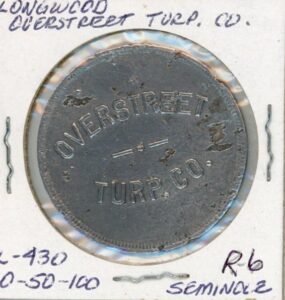 LONGWOOD
OVERSTREET TURP. CO.
OVERSTREET
TURP. CO.
L-430
0-50-100
R-6
SEMINOLE